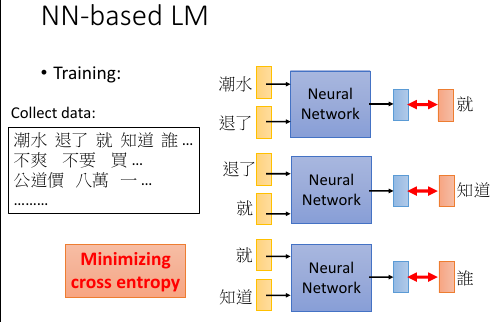 NN-based LM
• Training:
Collect data:
潮水 退了 就 知道 誰 ...
不爽 不要 買 ...
公道價 八萬 一 ...
………
Minimizing
cross entropy
潮水
退了
Neural
Network
就
退了
就
Neural
Network
知道
就
知道
Neural
Network
誰